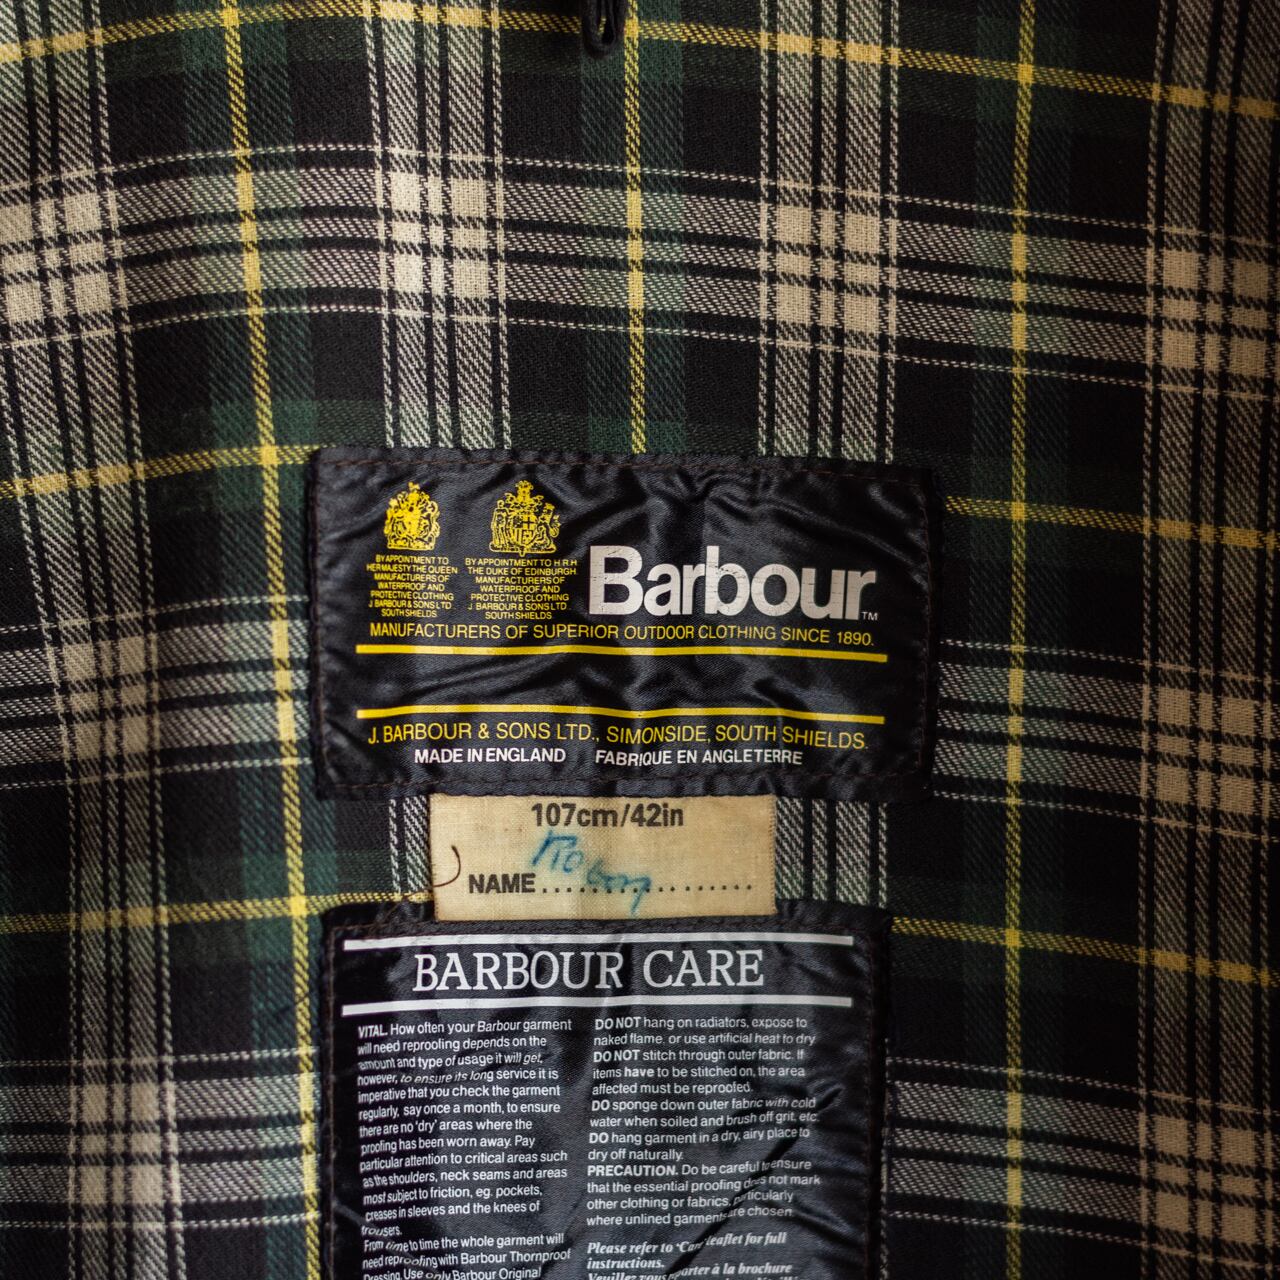 BY APPOINTMENT TO
HER MAJESTY THE QUEEN
MANUFACTURERS OF
WATERPROOF AND
PROTECTIVE CLOTHING
J. BARBOUR & SONS LTD
SOUTH SHIELDS
BY APPOINTMENT TO H.R.H.
THE DUKE OF EDINBURGH
MANUFACTURERS OF
WATERPROOF AND
PROTECTIVE CLOTHING
J. BARBOUR & SONS LTD.
SOUTH SHIELDS
Barbour™
MANUFACTURERS OF SUPERIOR OUTDOOR CLOTHING SINCE 1890.
J. BARBOUR & SONS LTD., SIMONSIDE, SOUTH SHIELDS.
MADE IN ENGLAND FABRIQUE EN ANGLETERRE
107cm/42in
NAME....................
BARBOUR CARE
VITAL. How often your Barbour garment
will need reproofing depends on the
amount and type of usage it will get,
however, to ensure its long service it is
imperative that you check the garment
regularly, say once a month, to ensure
there are no 'dry' areas where the
proofing has been worn away. Pay
particular attention to critical areas such
as the shoulders, neck seams and areas
most subject to friction, eg. pockets,
creases in sleeves and the knees of
trousers.
From time to time the whole garment will
need reproofing with Barbour Thornproof
Dressing. Use only Barbour Original
DO NOT hang on radiators, expose to
naked flame, or use artificial heat to dry
DO NOT stitch through outer fabric. If
items have to be stitched on, the area
affected must be reproofed.
DO sponge down outer fabric with cold
water when soiled and brush off grit, etc.
DO hang garment in a dry, airy place to
dry off naturally.
PRECAUTION. Do be careful to ensure
that the essential proofing does not mark
other clothing or fabrics, particularly
where unlined garments are chosen.
Please refer to 'Care' leaflet for full
instructions.
Veuillez vous reporter à la brochure